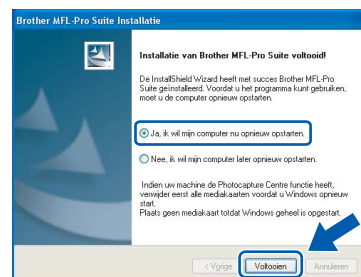 Brother MFL-Pro Suite Installatie
Installatie van Brother MFL-Pro Suite voltooid!
De InstallShield Wizard heeft met succes Brother MFL-Pro
Suite geïnstalleerd. Voordat u het programma kunt gebruiken,
moet u de computer opnieuw opstarten.
Ja, ik wil mijn computer nu opnieuw opstarten.
Nee, ik wil mijn computer later opnieuw opstarten.
Indien uw machine de Photocapture Centre functie heeft,
verwijder eerst alle mediakaarten voordat u Windows opnieuw
start.
Plaats geen mediakaart totdat Windows geheel is opgestart.
< Vorige
Voltooien
Annuleren